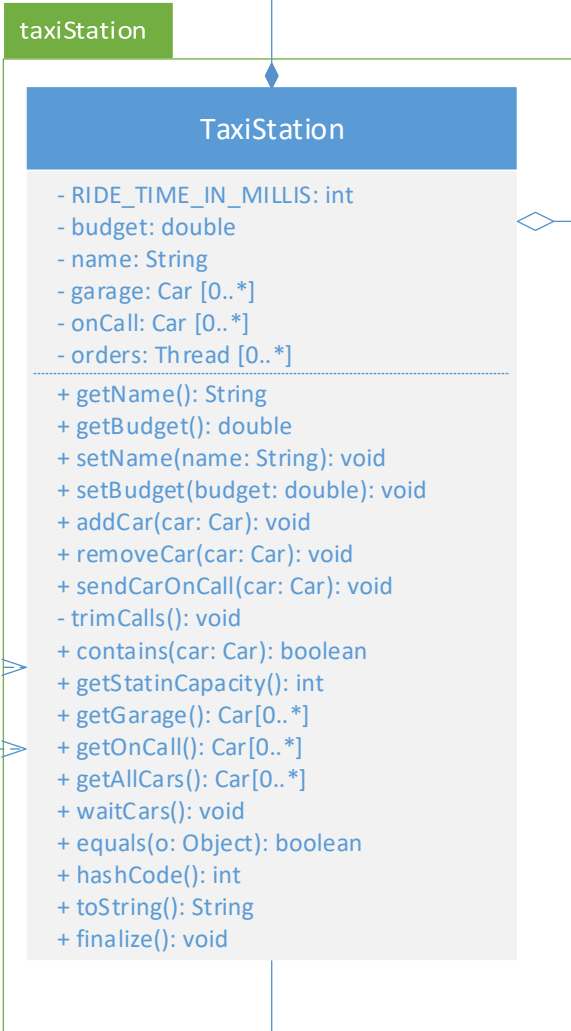 taxiStation
TaxiStation
- RIDE_TIME_IN_MILLIS: int
- budget: double
- name: String
- garage: Car [0..*]
- onCall: Car [0..*]
- orders: Thread [0..*]
+ getName(): String
+ getBudget(): double
+ setName(name: String): void
+ setBudget(budget: double): void
+ addCar(car: Car): void
+ removeCar(car: Car): void
+ sendCarOnCall(car: Car): void
- trimCalls(): void
+ contains(car: Car): boolean
+ getStatinCapacity(): int
+ getGarage(): Car[0..*]
+ getOnCall(): Car[0..*]
+ getAllCars(): Car[0..*]
+ waitCars(): void
+ equals(o: Object): boolean
+ hashCode(): int
+ toString(): String
+ finalize(): void